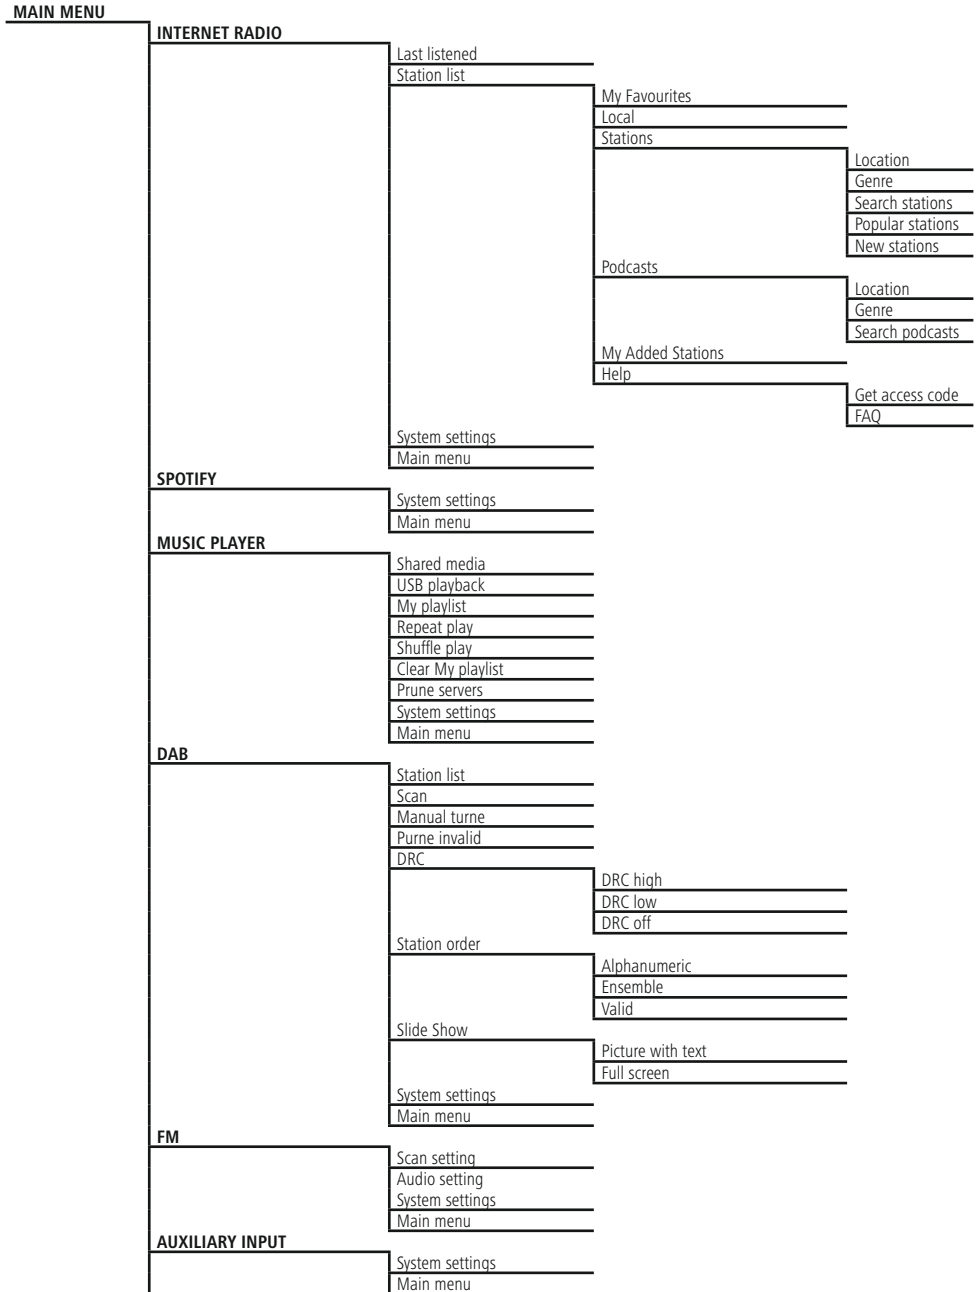 MAIN MENU
INTERNET RADIO
Last listened
Station list
My Favourites
Local
Stations
Location
Genre
Search stations
Popular stations
New stations
Podcasts
Location
Genre
Search podcasts
My Added Stations
Help
Get access code
FAQ
System settings
Main menu
SPOTIFY
System settings
Main menu
MUSIC PLAYER
Shared media
USB playback
My playlist
Repeat play
Shuffle play
Clear My playlist
Prune servers
System settings
Main menu
DAB
Station list
Scan
Manual turne
Purne invalid
DRC
DRC high
DRC low
DRC off
Station order
Alphanumeric
Ensemble
Valid
Slide Show
Picture with text
Full screen
System settings
Main menu
FM
Scan setting
Audio setting
System settings
Main menu
AUXILIARY INPUT
System settings
Main menu